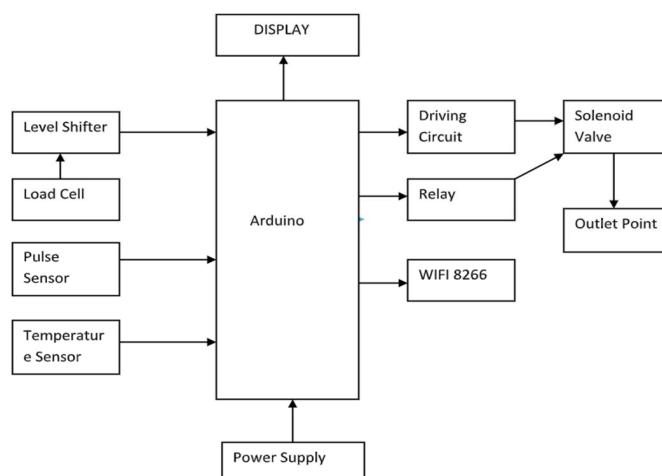 DISPLAY
Level Shifter
Load Cell
Pulse
Sensor
Temperatur
e Sensor
Arduino
Driving
Circuit
Relay
WIFI 8266
Solenoid
Valve
Outlet Point
Power Supply